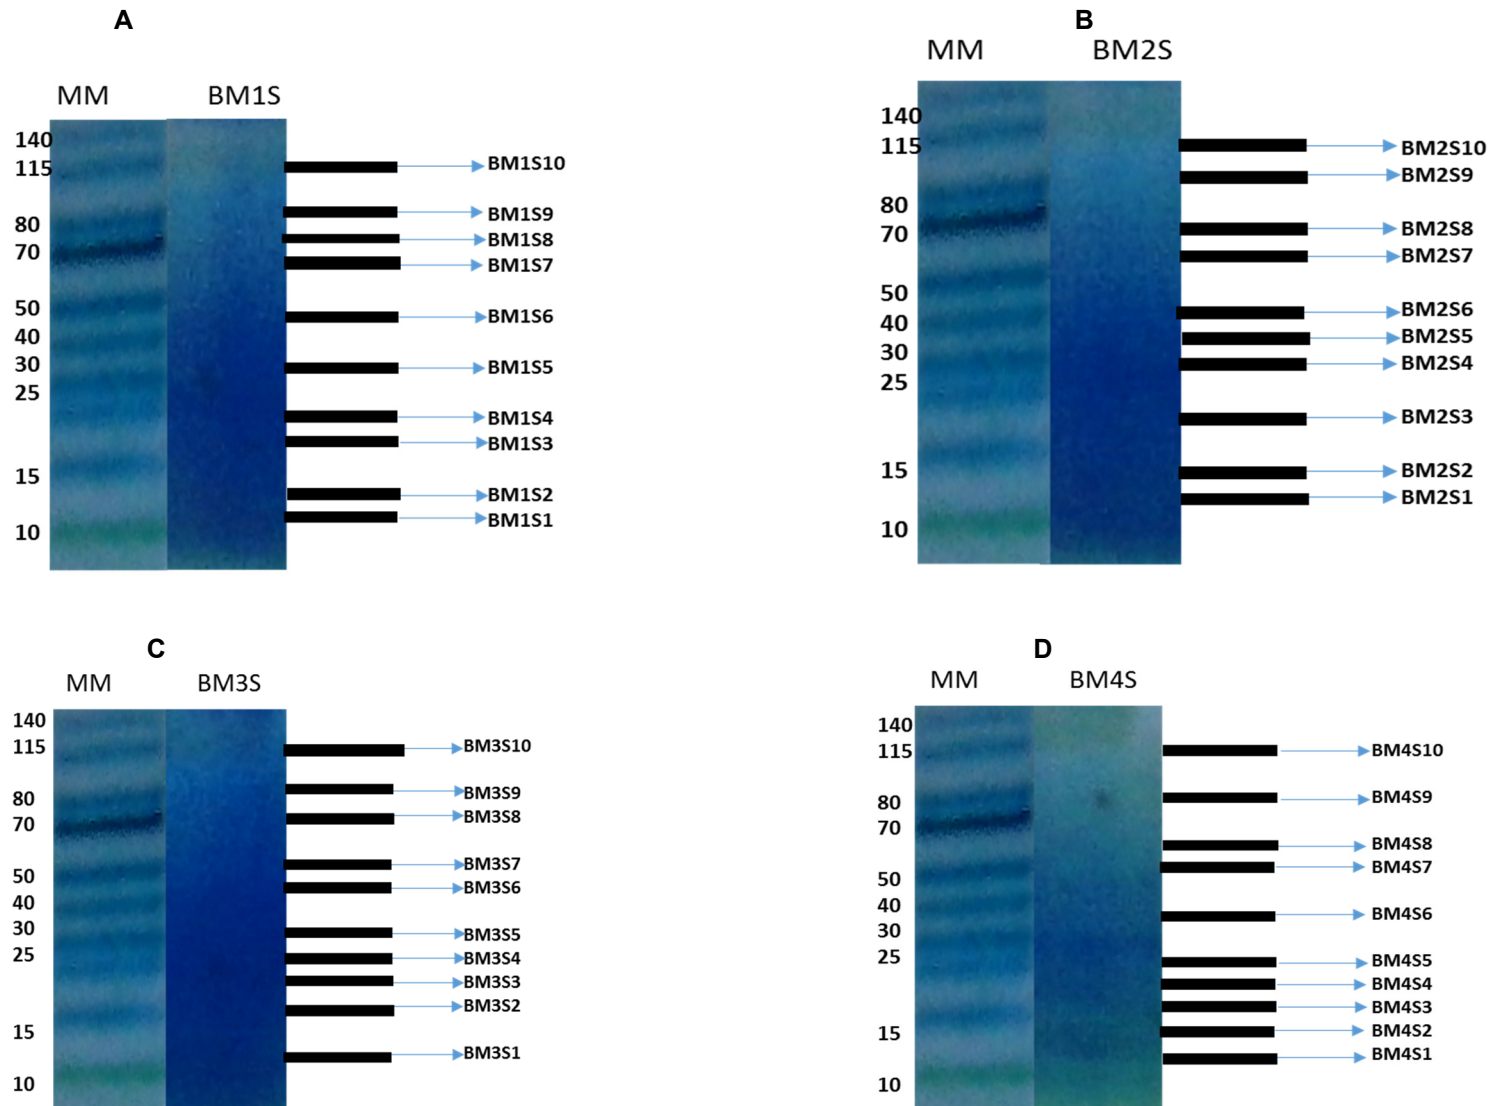 A
MM BM1S
140
115
80
70
50
40
30
25
15
10
BM1S10
BM1S9
BM1S8
BM1S7
BM1S6
BM1S5
BM1S4
BM1S3
BM1S2
BM1S1
B
MM BM2S
140
115
80
70
50
40
30
25
15
10
BM2S10
BM2S9
BM2S8
BM2S7
BM2S6
BM2S5
BM2S4
BM2S3
BM2S2
BM2S1
C
MM BM3S
140
115
80
70
50
40
30
25
15
10
BM3S10
BM3S9
BM3S8
BM3S7
BM3S6
BM3S5
BM3S4
BM3S3
BM3S2
BM3S1
D
MM BM4S
140
115
80
70
50
40
30
25
15
10
BM4S10
BM4S9
BM4S8
BM4S7
BM4S6
BM4S5
BM4S4
BM4S3
BM4S2
BM4S1